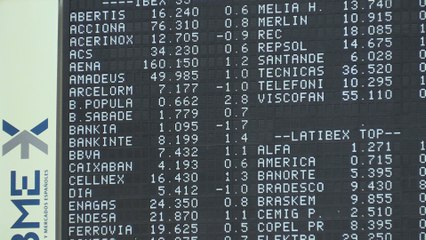 ----IBEX 35
ABERTIS 16.240 0.6 MELIA H. 13.740
ACCIONA 76.310 0.8 MERLIN 10.915
ACERINOX 12.705 -0.9 REC 18.085
ACS 34.230 0.5 REPSOL 14.675
AENA 160.150 1.2 SANTANDE 6.028
AMADEUS 49.985 1.0 TECNICAS 36.520
ARCELORM 7.177 -1.0 TELEFONI 10.295
B.POPULA 0.662 2.8 VISCOFAN 55.110
B.SABADE 1.779 0.7
BANKIA 1.095 -1.7 --LATIBEX TOP--
BANKINTE 8.199 1.4 ALFA 1.271
BBVA 7.432 1.1 AMERICA 0.715
CAIXABAN 4.193 0.6 BANORTE 5.395
CELLNEX 16.430 1.3 BRADESCO 9.430
DIA 5.412 -1.0 BRASKEM 9.855
ENAGAS 24.350 0.8 CEMIG P. 2.510
ENDESA 21.870 1.1 COPEL PR 8.395
FERROVIA 19.625 0.5 ELEKTRA
BME
Y MERCADOS ESPAÑOLES